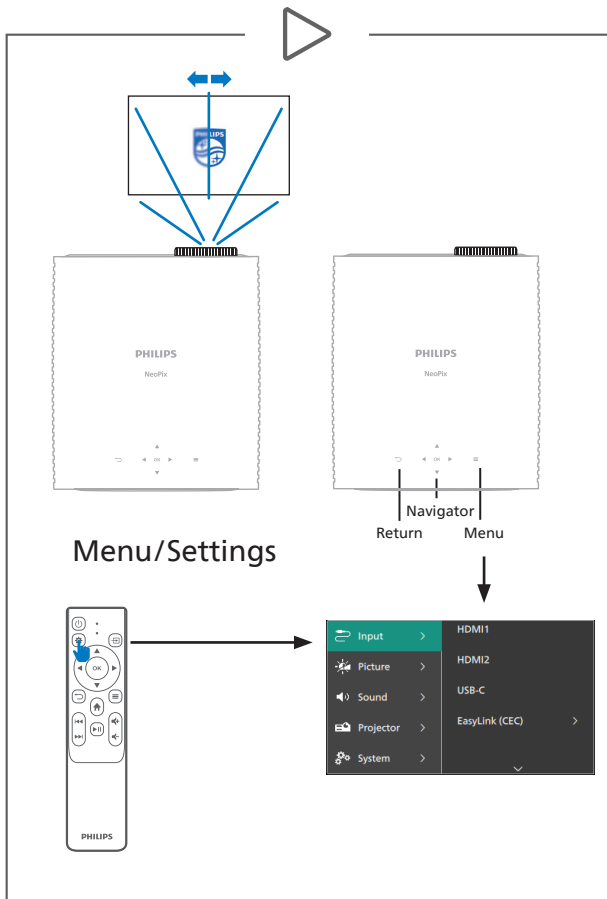 PHILIPS
PHILIPS
NeoPix
OK
PHILIPS
NeoPix
OK
Navigator
Return
Menu
Menu/Settings
OK
PHILIPS
Input
Picture
Sound
Projector
System
HDMI1
HDMI2
USB-C
EasyLink (CEC)